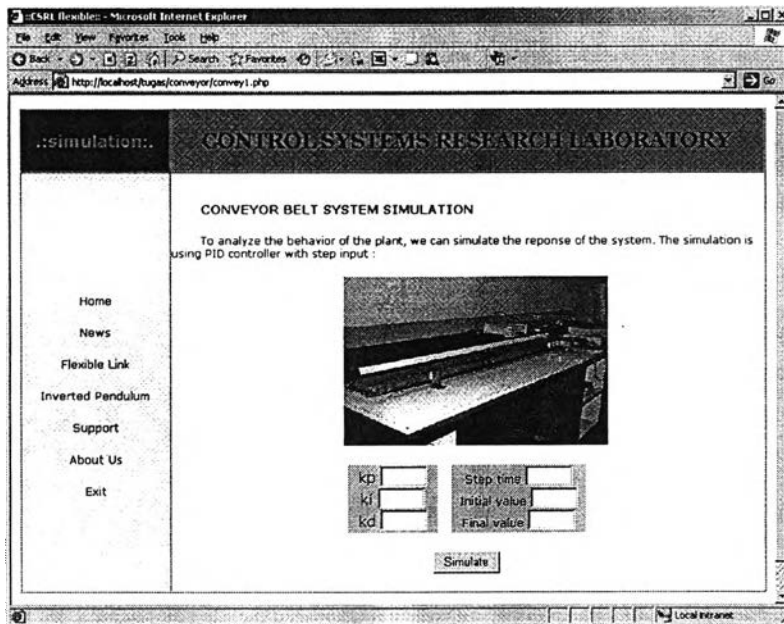 ::CSRL flexible:: - Microsoft Internet Explorer
File Edit View Favorites Tools Help
Back Search Favorites
Address http://localhost/tugas/conveyor/convey1.php Go
.:simulation:. CONTROL SYSTEMS RESEARCH LABORATORY
CONVEYOR BELT SYSTEM SIMULATION
To analyze the behavior of the plant, we can simulate the reponse of the system. The simulation is
using PID controller with step input :
Home
News
Flexible Link
Inverted Pendulum
Support
About Us
Exit
kp
ki
kd
Step time
Initial value
Final value
Simulate
Local intranet